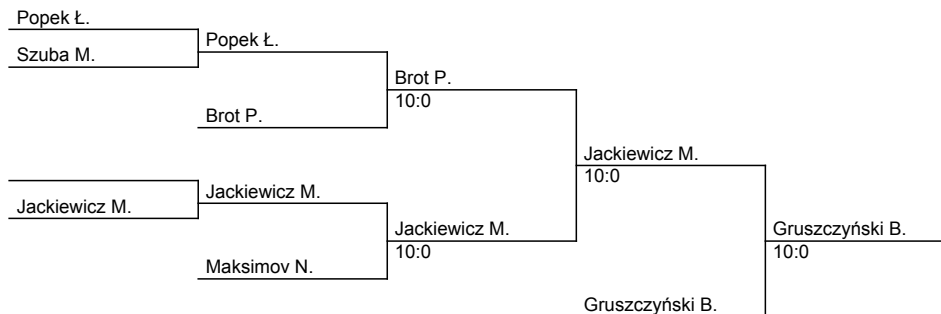 Popek Ł.
Szuba M.
Popek Ł.
Brot P.
Brot P.
10:0
Jackiewicz M.
Jackiewicz M.
Maksimov N.
Jackiewicz M.
10:0
Jackiewicz M.
10:0
Gruszczyński B.
Gruszczyński B.
10:0